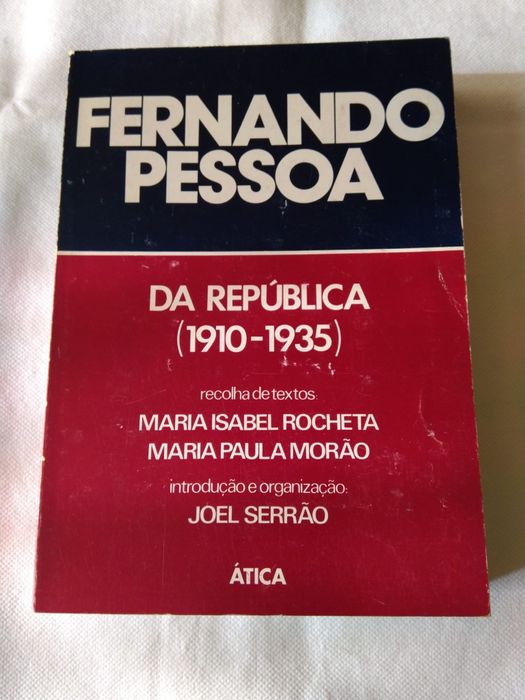 FERNANDO
PESSOA
DA REPÚBLICA
(1910-1935)
recolha de textos:
MARIA ISABEL ROCHETA
MARIA PAULA MORÃO
introdução e organização:
JOEL SERRÃO
ÁTICA